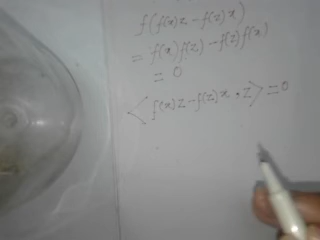 f(f(x)z - f(z)x)
= f(x)f(z) - f(z)f(x)
= 0
⟨f(x)z - f(z)x, z⟩ = 0